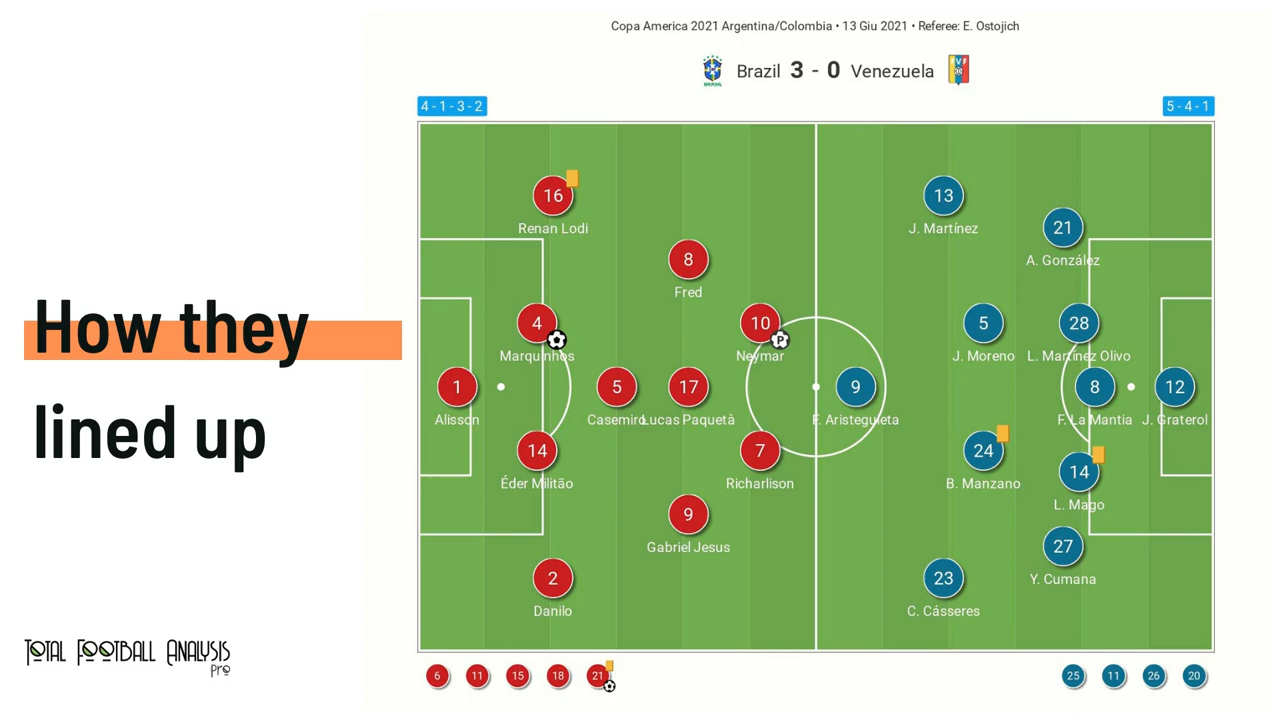 Copa America 2021 Argentina/Colombia • 13 Giu 2021 • Referee: E. Ostojich
BRASIL
Brazil 3 - 0 Venezuela
FVF
4 - 1 - 3 - 2
5 - 4 - 1
How they
lined up
16
Renan Lodi
8
Fred
4
Marquinhos
10
P
Neymar
1
Alisson
5
Casemiro
17
Lucas Paquetà
14
Éder Militão
7
Richarlison
9
Gabriel Jesus
2
Danilo
13
J. Martínez
21
A. González
5
J. Moreno
28
L. Martínez Olivo
9
F. Aristeguieta
8
F. La Mantia
12
J. Graterol
24
B. Manzano
14
L. Mago
27
Y. Cumana
23
C. Cásseres
6 11 15 18 21
25 11 26 20
Total Football Analysis
Pro